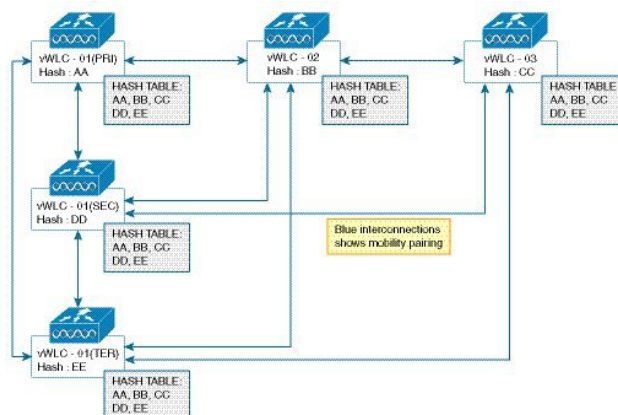 vWLC - 01(PRI)
Hash : AA
HASH TABLE:
AA, BB, CC
DD, EE
vWLC - 02
Hash : BB
HASH TABLE:
AA, BB, CC
DD, EE
vWLC - 03
Hash : CC
HASH TABLE:
AA, BB, CC
DD, EE
vWLC - 01(SEC)
Hash : DD
HASH TABLE:
AA, BB, CC
DD, EE
Blue interconnections
shows mobility pairing
vWLC - 01(TER)
Hash : EE
HASH TABLE:
AA, BB, CC
DD, EE